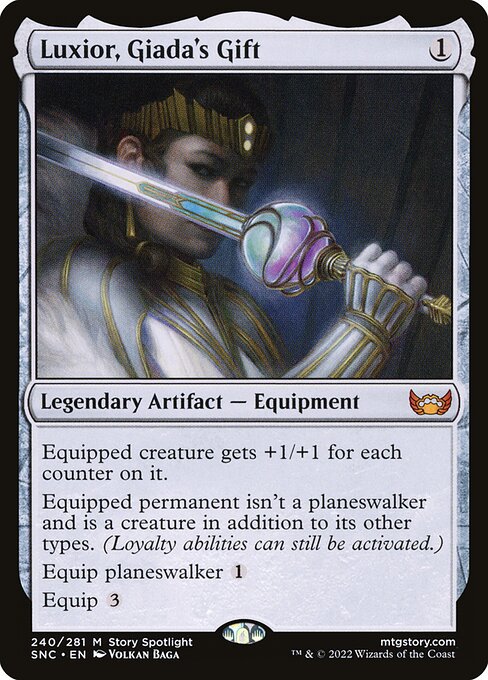 Luxior, Giada's Gift 1
Legendary Artifact — Equipment
Equipped creature gets +1/+1 for each
counter on it.
Equipped permanent isn't a planeswalker
and is a creature in addition to its other
types. (Loyalty abilities can still be activated.)
Equip planeswalker 1
Equip 3
240/281 M Story Spotlight
SNC • EN Volkan Baga
mtgstory.com
™ & © 2022 Wizards of the Coast